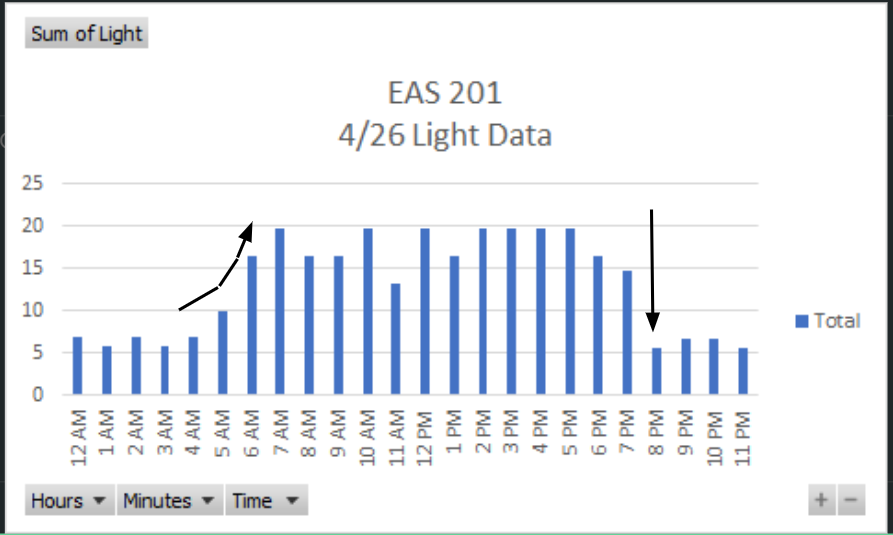 Sum of Light
EAS 201
4/26 Light Data
25
20
15
10
5
0
12 AM
1 AM
2 AM
3 AM
4 AM
5 AM
6 AM
7 AM
8 AM
9 AM
10 AM
11 AM
12 PM
1 PM
2 PM
3 PM
4 PM
5 PM
6 PM
7 PM
8 PM
9 PM
10 PM
11 PM
Total
Hours Minutes Time + −